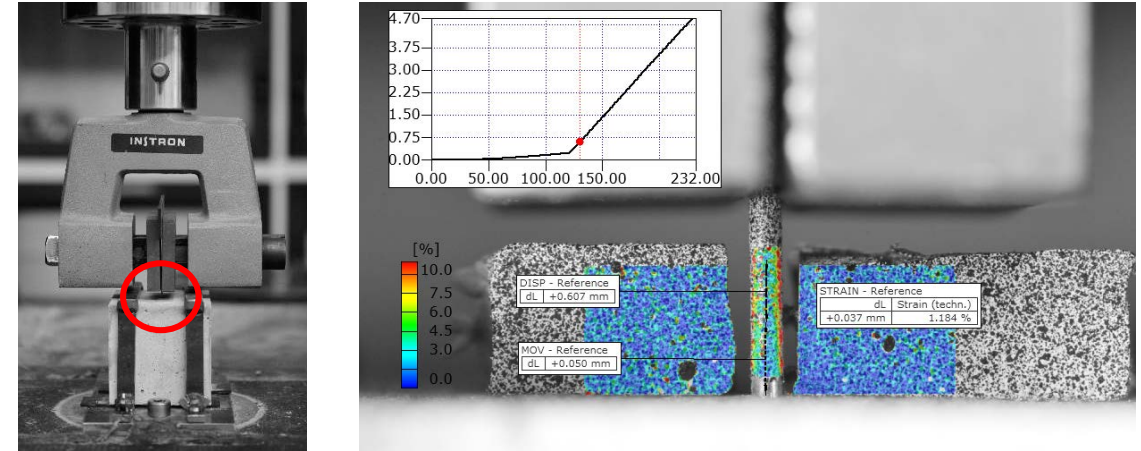 INSTRON
4.70
3.75
3.00
2.25
1.50
0.75
0.00
0.00 50.00 100.00 150.00 232.00
[%]
10.0
7.5
6.0
4.5
3.0
0.0
DISP - Reference
dL +0.607 mm
MOV - Reference
dL +0.050 mm
STRAIN - Reference
dL Strain (techn.)
+0.037 mm 1.184 %